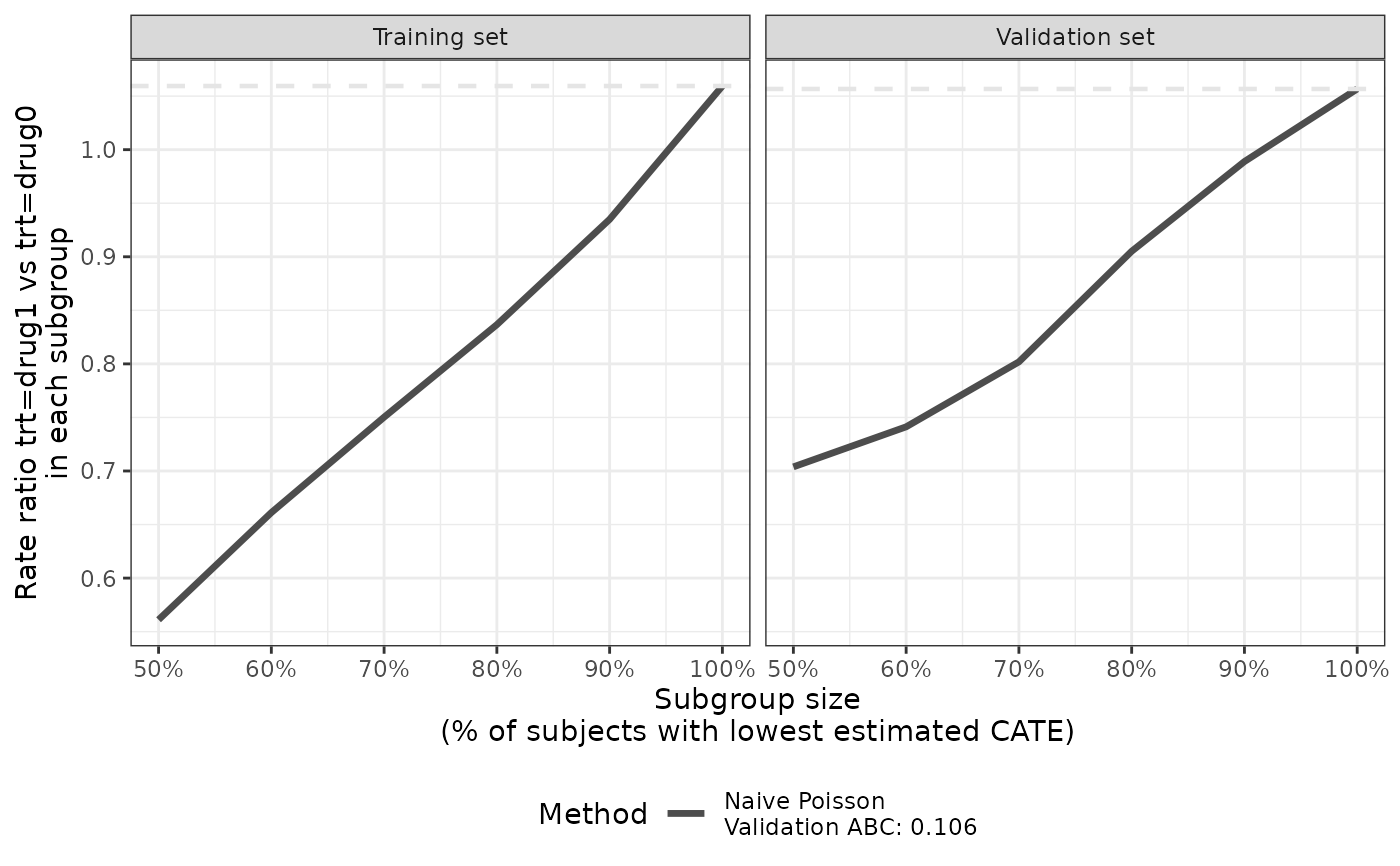 Training set
Validation set
Rate ratio trt=drug1 vs trt=drug0
in each subgroup
1.0
0.9
0.8
0.7
0.6
50% 60% 70% 80% 90% 100%
50% 60% 70% 80% 90% 100%
Subgroup size
(% of subjects with lowest estimated CATE)
Method
Naive Poisson
Validation ABC: 0.106